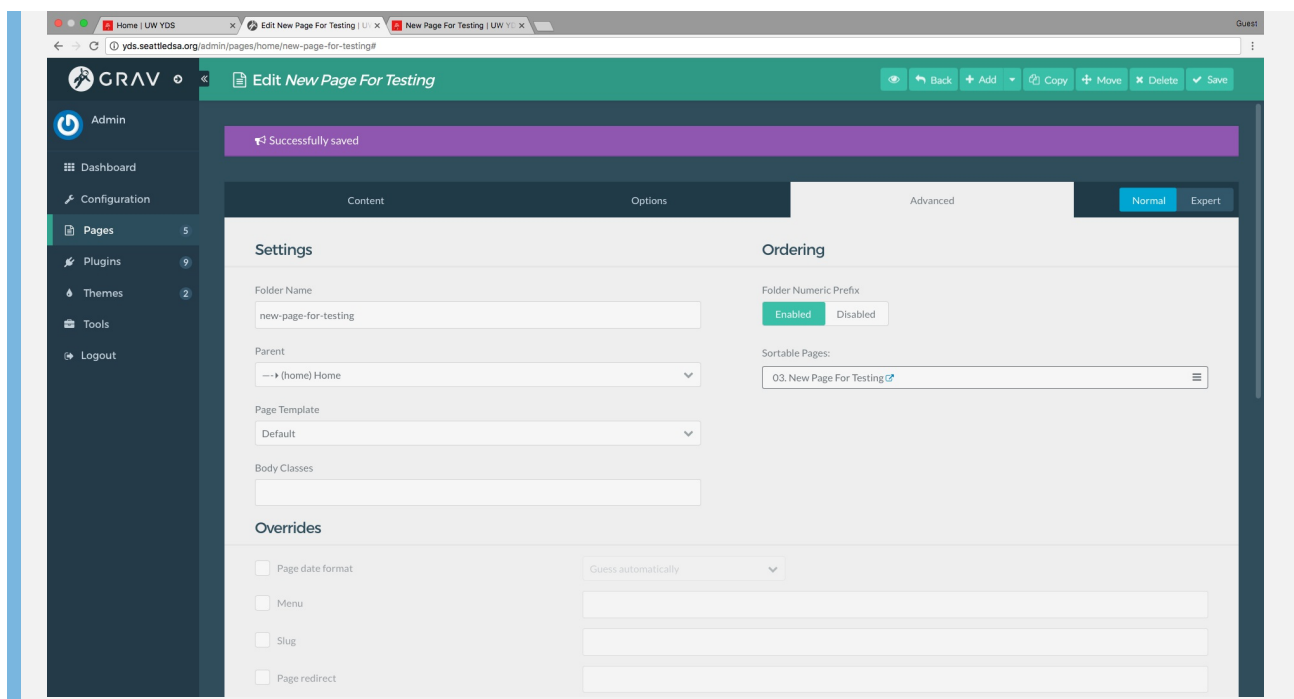 Home | UW YDS
Edit New Page For Testing | U
New Page For Testing | UW Y
Guest
yds.seattledsa.org/admin/pages/home/new-page-for-testing#
GRAV
Edit New Page For Testing
Back
Add
Copy
Move
Delete
Save
Admin
Successfully saved
Dashboard
Configuration
Pages 5
Plugins 9
Themes 2
Tools
Logout
Content
Options
Advanced
Normal
Expert
Settings
Ordering
Folder Name
new-page-for-testing
Folder Numeric Prefix
Enabled
Disabled
Parent
(home) Home
Sortable Pages:
03. New Page For Testing
Page Template
Default
Body Classes
Overrides
Page date format
Guess automatically
Menu
Slug
Page redirect